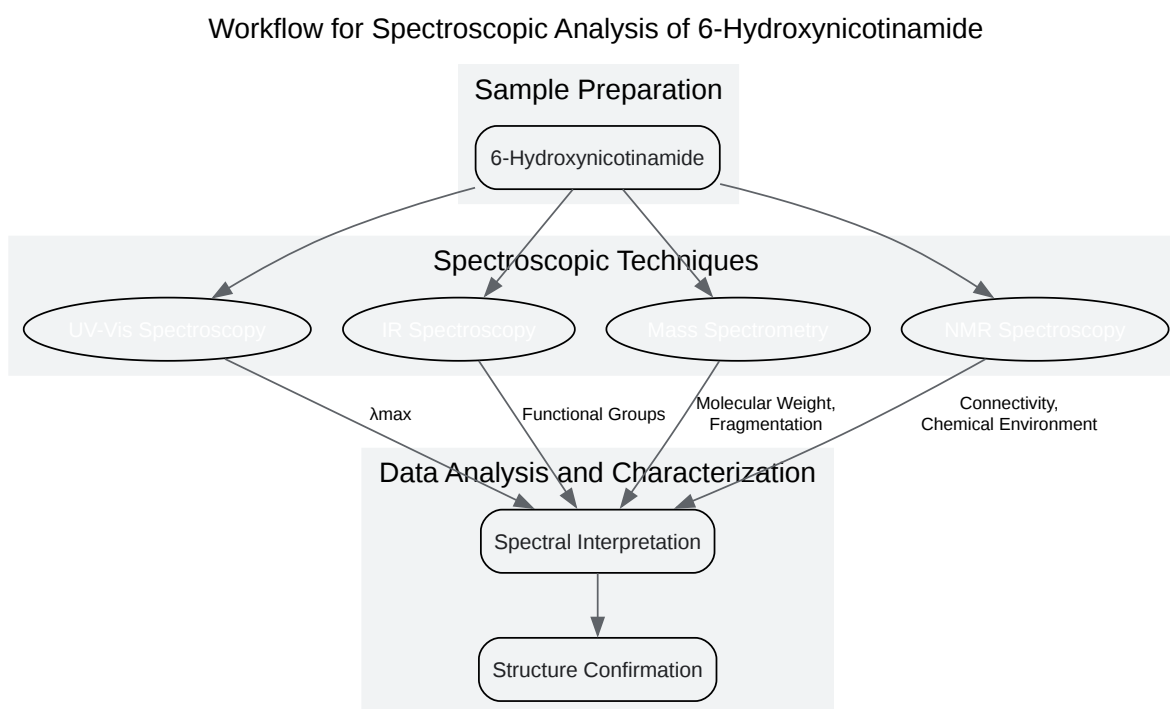 Workflow for Spectroscopic Analysis of 6-Hydroxynicotinamide
Sample Preparation
6-Hydroxynicotinamide
Spectroscopic Techniques
UV-Vis Spectroscopy
IR Spectroscopy
Mass Spectrometry
NMR Spectroscopy
λmax
Functional Groups
Molecular Weight,
Fragmentation
Connectivity,
Chemical Environment
Data Analysis and Characterization
Spectral Interpretation
Structure Confirmation